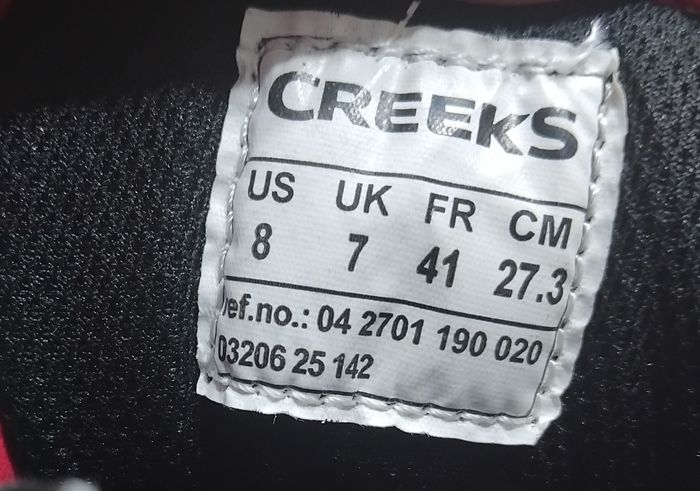 CREEKS
US UK FR CM
8 7 41 27.3
ef.no.: 04 2701 190 020
03206 25 142